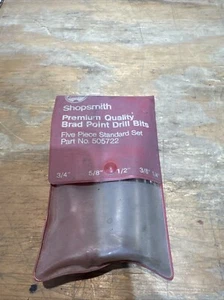 Shopsmith
Premium Quality
Brad Point Drill Bits
Five Piece Standard Set
Part No. 505722
3/4" 5/8" 1/2" 3/8"